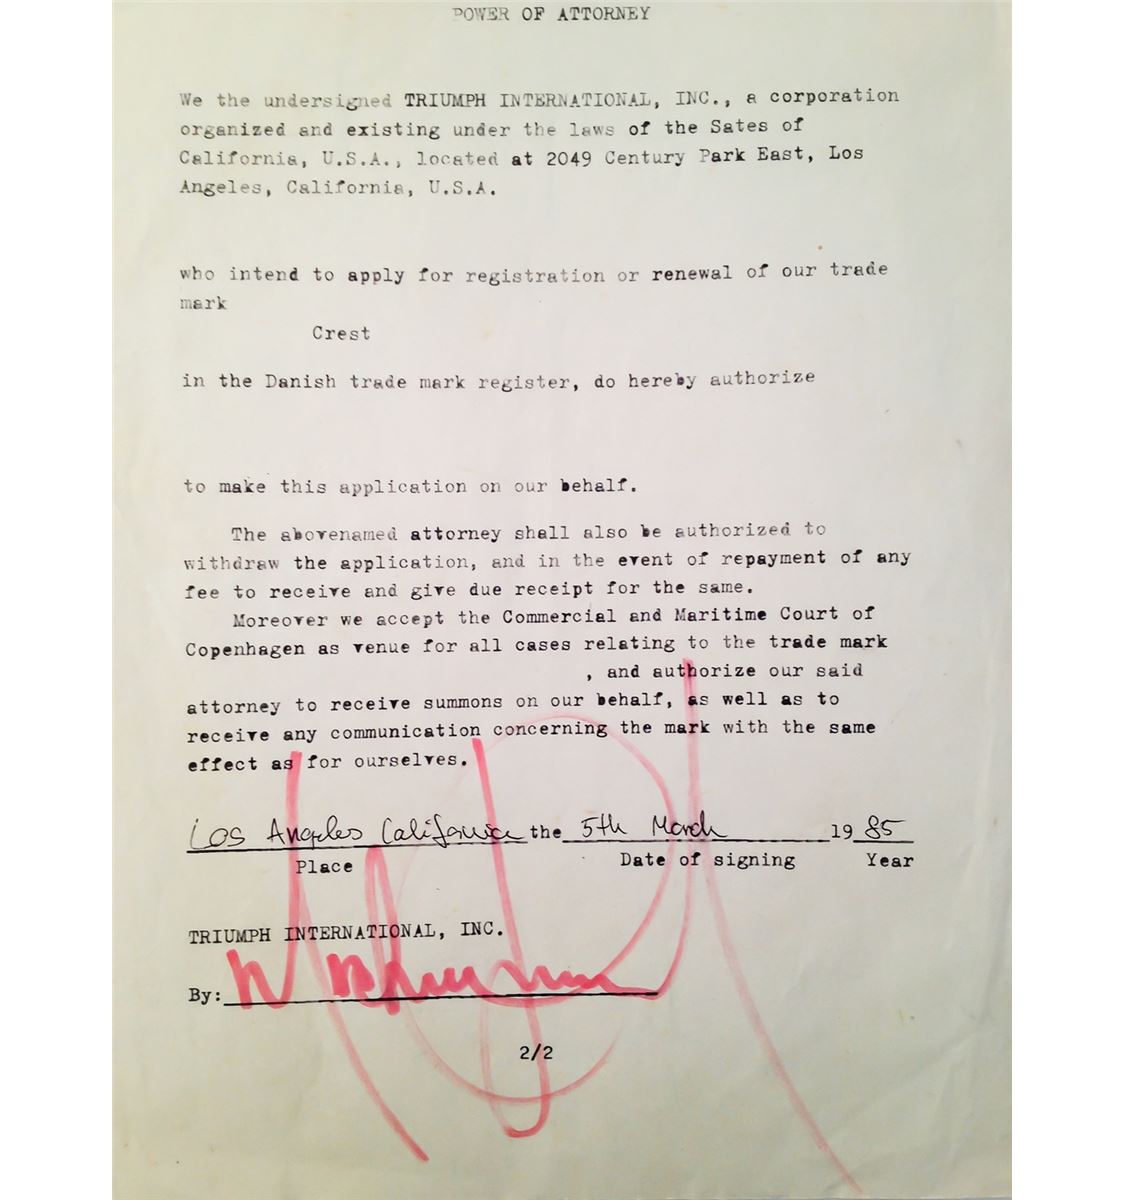 POWER OF ATTORNEY
We the undersigned TRIUMPH INTERNATIONAL, INC., a corporation
organized and existing under the laws of the Sates of
California, U.S.A., located at 2049 Century Park East, Los
Angeles, California, U.S.A.
who intend to apply for registration or renewal of our trade
mark
Crest
in the Danish trade mark register, do hereby authorize
to make this application on our behalf.
The abovenamed attorney shall also be authorized to
withdraw the application, and in the event of repayment of any
fee to receive and give due receipt for the same.
Moreover we accept the Commercial and Maritime Court of
Copenhagen as venue for all cases relating to the trade mark
, and authorize our said
attorney to receive summons on our behalf, as well as to
receive any communication concerning the mark with the same
effect as for ourselves.
Los Angeles California the 5th March 19 85
Place Date of signing Year
TRIUMPH INTERNATIONAL, INC.
By:
2/2